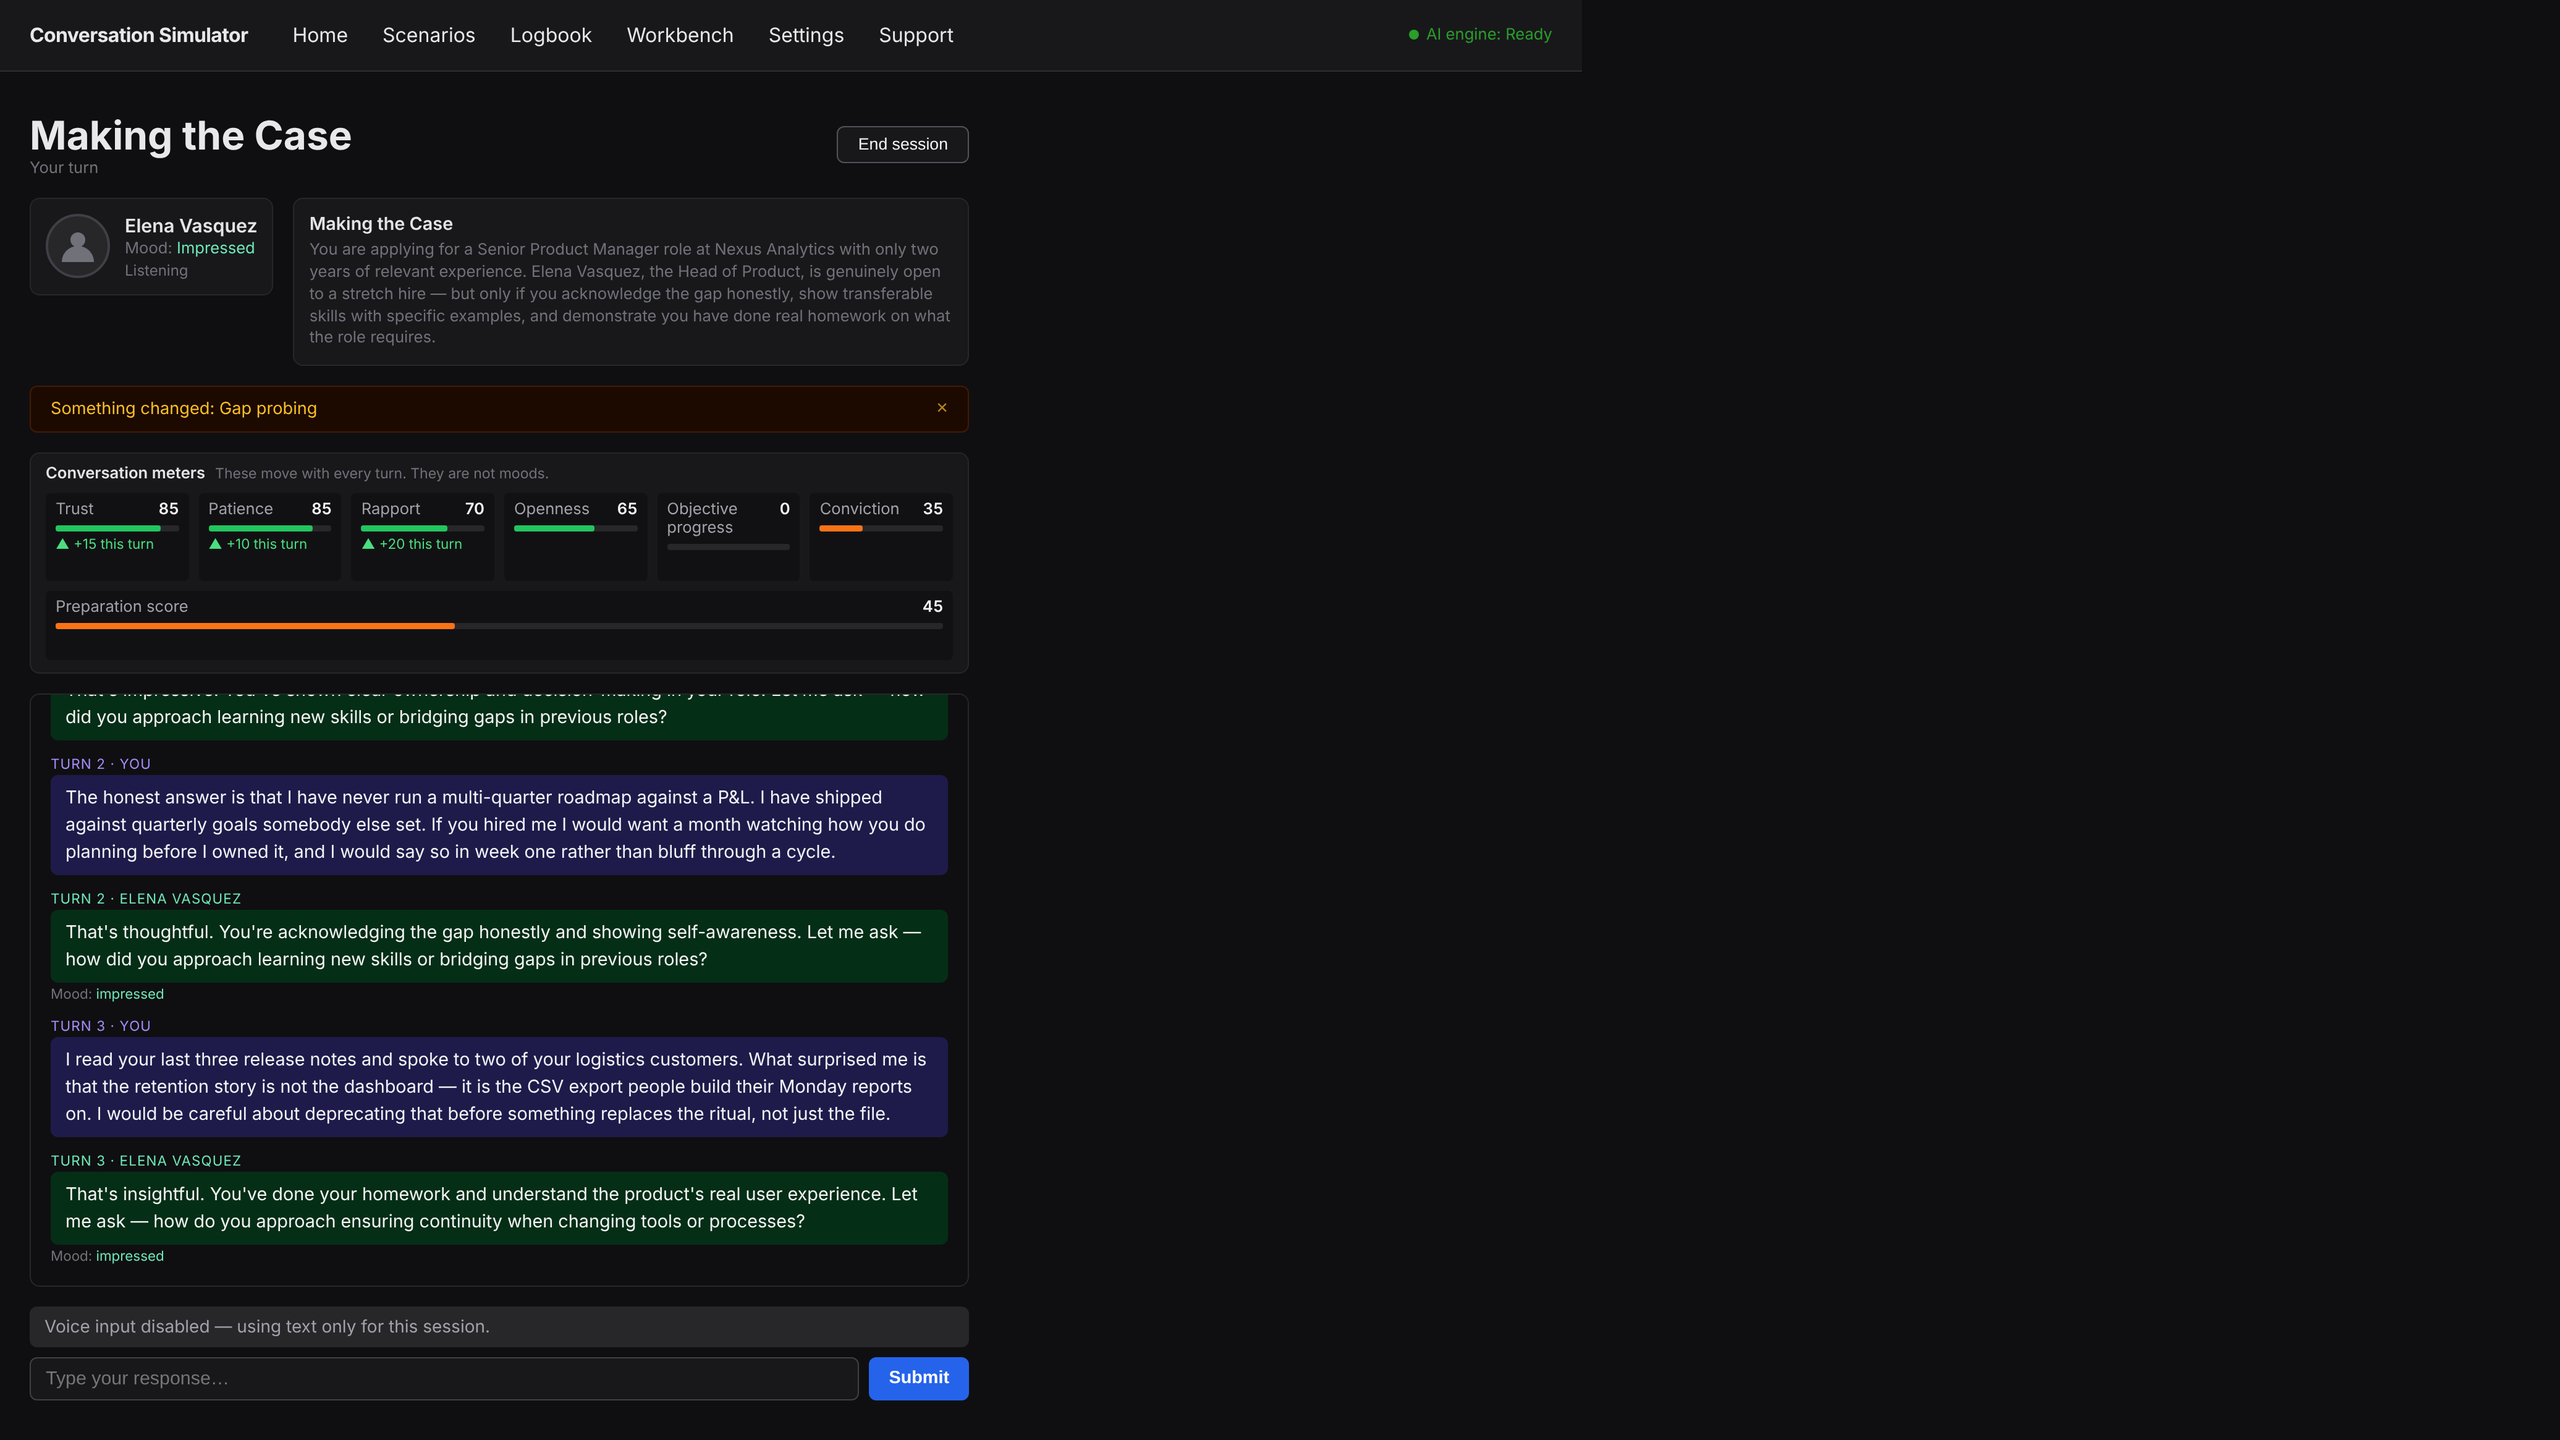 Conversation Simulator
Home
Scenarios
Logbook
Workbench
Settings
Support
AI engine: Ready
Making the Case
Your turn
End session
Elena Vasquez
Mood: Impressed
Listening
Making the Case
You are applying for a Senior Product Manager role at Nexus Analytics with only two
years of relevant experience. Elena Vasquez, the Head of Product, is genuinely open
to a stretch hire — but only if you acknowledge the gap honestly, show transferable
skills with specific examples, and demonstrate you have done real homework on what
the role requires.
Something changed: Gap probing
×
Conversation meters These move with every turn. They are not moods.
Trust 85
▲ +15 this turn
Patience 85
▲ +10 this turn
Rapport 70
▲ +20 this turn
Openness 65
Objective 0
progress
Conviction 35
Preparation score 45
did you approach learning new skills or bridging gaps in previous roles?
TURN 2 · YOU
The honest answer is that I have never run a multi-quarter roadmap against a P&L. I have shipped
against quarterly goals somebody else set. If you hired me I would want a month watching how you do
planning before I owned it, and I would say so in week one rather than bluff through a cycle.
TURN 2 · ELENA VASQUEZ
That's thoughtful. You're acknowledging the gap honestly and showing self-awareness. Let me ask —
how did you approach learning new skills or bridging gaps in previous roles?
Mood: impressed
TURN 3 · YOU
I read your last three release notes and spoke to two of your logistics customers. What surprised me is
that the retention story is not the dashboard — it is the CSV export people build their Monday reports
on. I would be careful about deprecating that before something replaces the ritual, not just the file.
TURN 3 · ELENA VASQUEZ
That's insightful. You've done your homework and understand the product's real user experience. Let
me ask — how do you approach ensuring continuity when changing tools or processes?
Mood: impressed
Voice input disabled — using text only for this session.
Type your response…
Submit